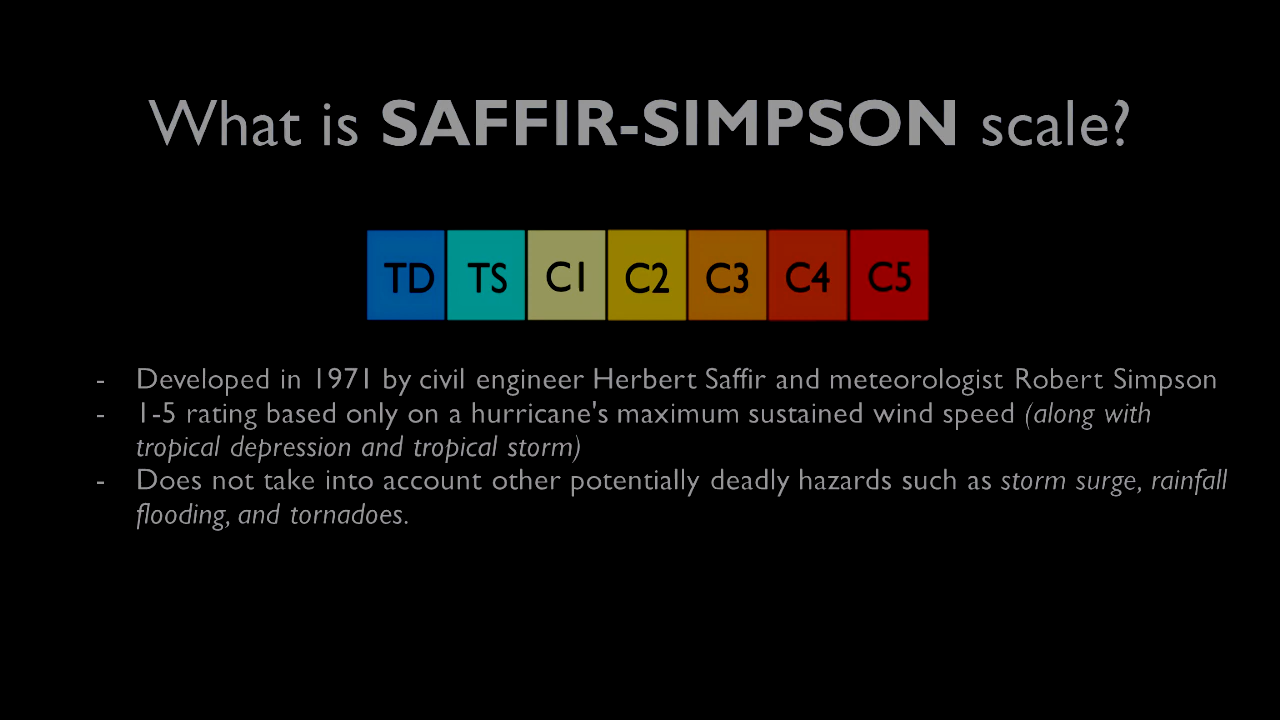 What is SAFFIR-SIMPSON scale?
TD TS C1 C2 C3 C4 C5
- Developed in 1971 by civil engineer Herbert Saffir and meteorologist Robert Simpson
- 1-5 rating based only on a hurricane's maximum sustained wind speed (along with
tropical depression and tropical storm)
- Does not take into account other potentially deadly hazards such as storm surge, rainfall
flooding, and tornadoes.